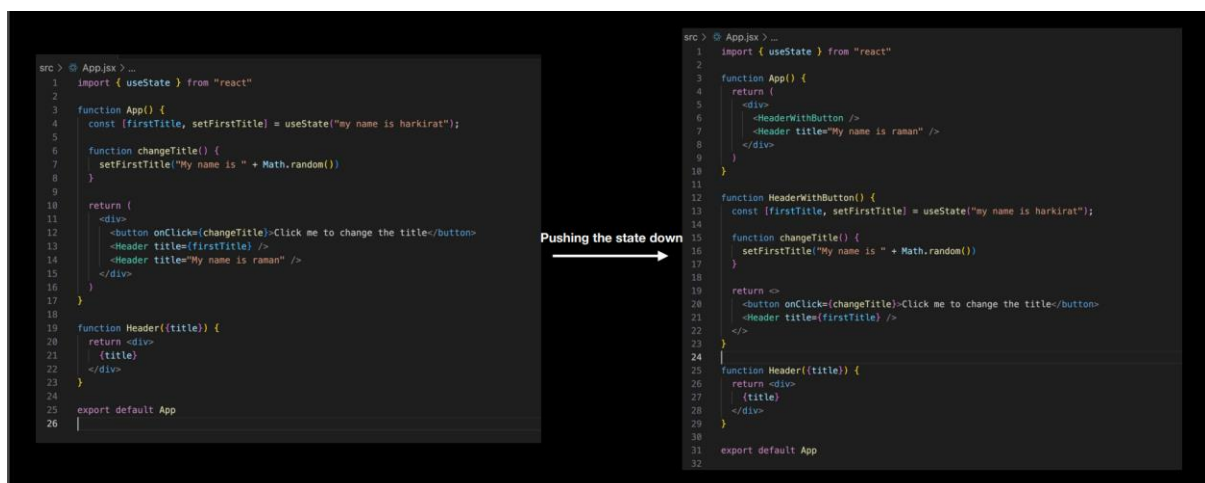 src > App.jsx > ...
1 import { useState } from "react"
2
3 function App() {
4 const [firstTitle, setFirstTitle] = useState("my name is harkirat");
5
6 function changeTitle() {
7 setFirstTitle("My name is " + Math.random())
8 }
9
10 return (
11 <div>
12 <button onClick={changeTitle}>Click me to change the title</button>
13 <Header title={firstTitle} />
14 <Header title="My name is raman" />
15 </div>
16 )
17 }
18
19 function Header({title}) {
20 return <div>
21 {title}
22 </div>
23 }
24
25 export default App
26
Pushing the state down
src > App.jsx > ...
1 import { useState } from "react"
2
3 function App() {
4 return (
5 <div>
6 <HeaderWithButton />
7 <Header title="My name is raman" />
8 </div>
9 )
10 }
11
12 function HeaderWithButton() {
13 const [firstTitle, setFirstTitle] = useState("my name is harkirat");
14
15 function changeTitle() {
16 setFirstTitle("My name is " + Math.random())
17 }
18
19 return <>
20 <button onClick={changeTitle}>Click me to change the title</button>
21 <Header title={firstTitle} />
22 </>
23 }
24
25 function Header({title}) {
26 return <div>
27 {title}
28 </div>
29 }
30
31 export default App
32